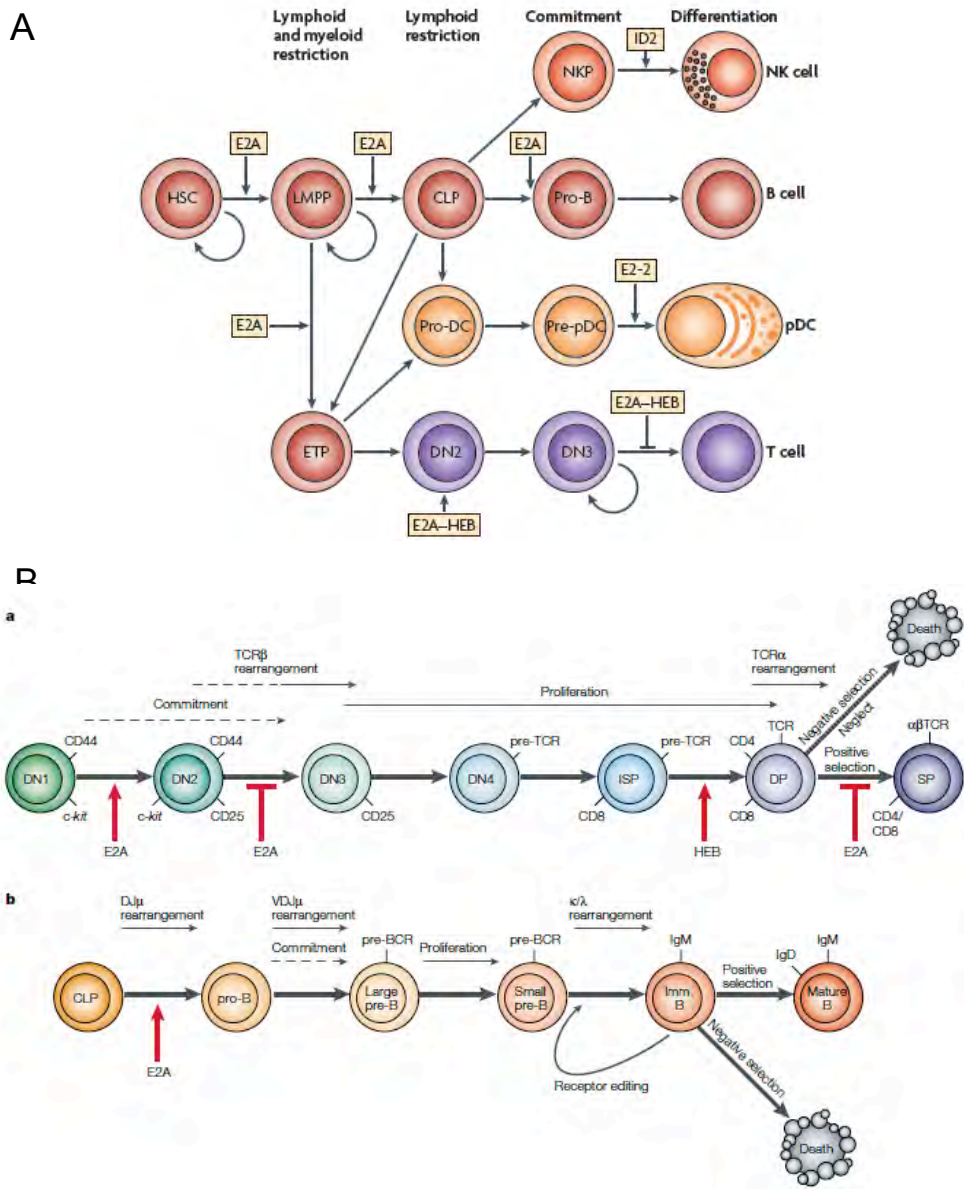 A
Lymphoid
and myeloid
restriction
Lymphoid
restriction
Commitment
Differentiation
ID2
NKP
NK cell
E2A
E2A
E2A
HSC
LMPP
CLP
Pro-B
B cell
E2-2
E2A
Pro-DC
Pre-pDC
pDC
E2A–HEB
ETP
DN2
DN3
T cell
E2A–HEB
B
a
Death
TCRβ
rearrangement
TCRα
rearrangement
Proliferation
Commitment
Negative selection
Neglect
CD44
CD44
pre-TCR
pre-TCR
CD4
TCR
Positive
selection
αβTCR
DN1
DN2
DN3
DN4
ISP
DP
SP
c-kit
c-kit
CD25
CD25
CD8
CD8
CD4/
CD8
E2A
E2A
HEB
E2A
b
DJμ
rearrangement
VDJμ
rearrangement
κ/λ
rearrangement
Commitment
pre-BCR
Proliferation
pre-BCR
IgM
IgD
IgM
Positive
selection
CLP
pro-B
Large
pre-B
Small
pre-B
Imm
B
Mature
B
E2A
Receptor editing
Negative selection
Death